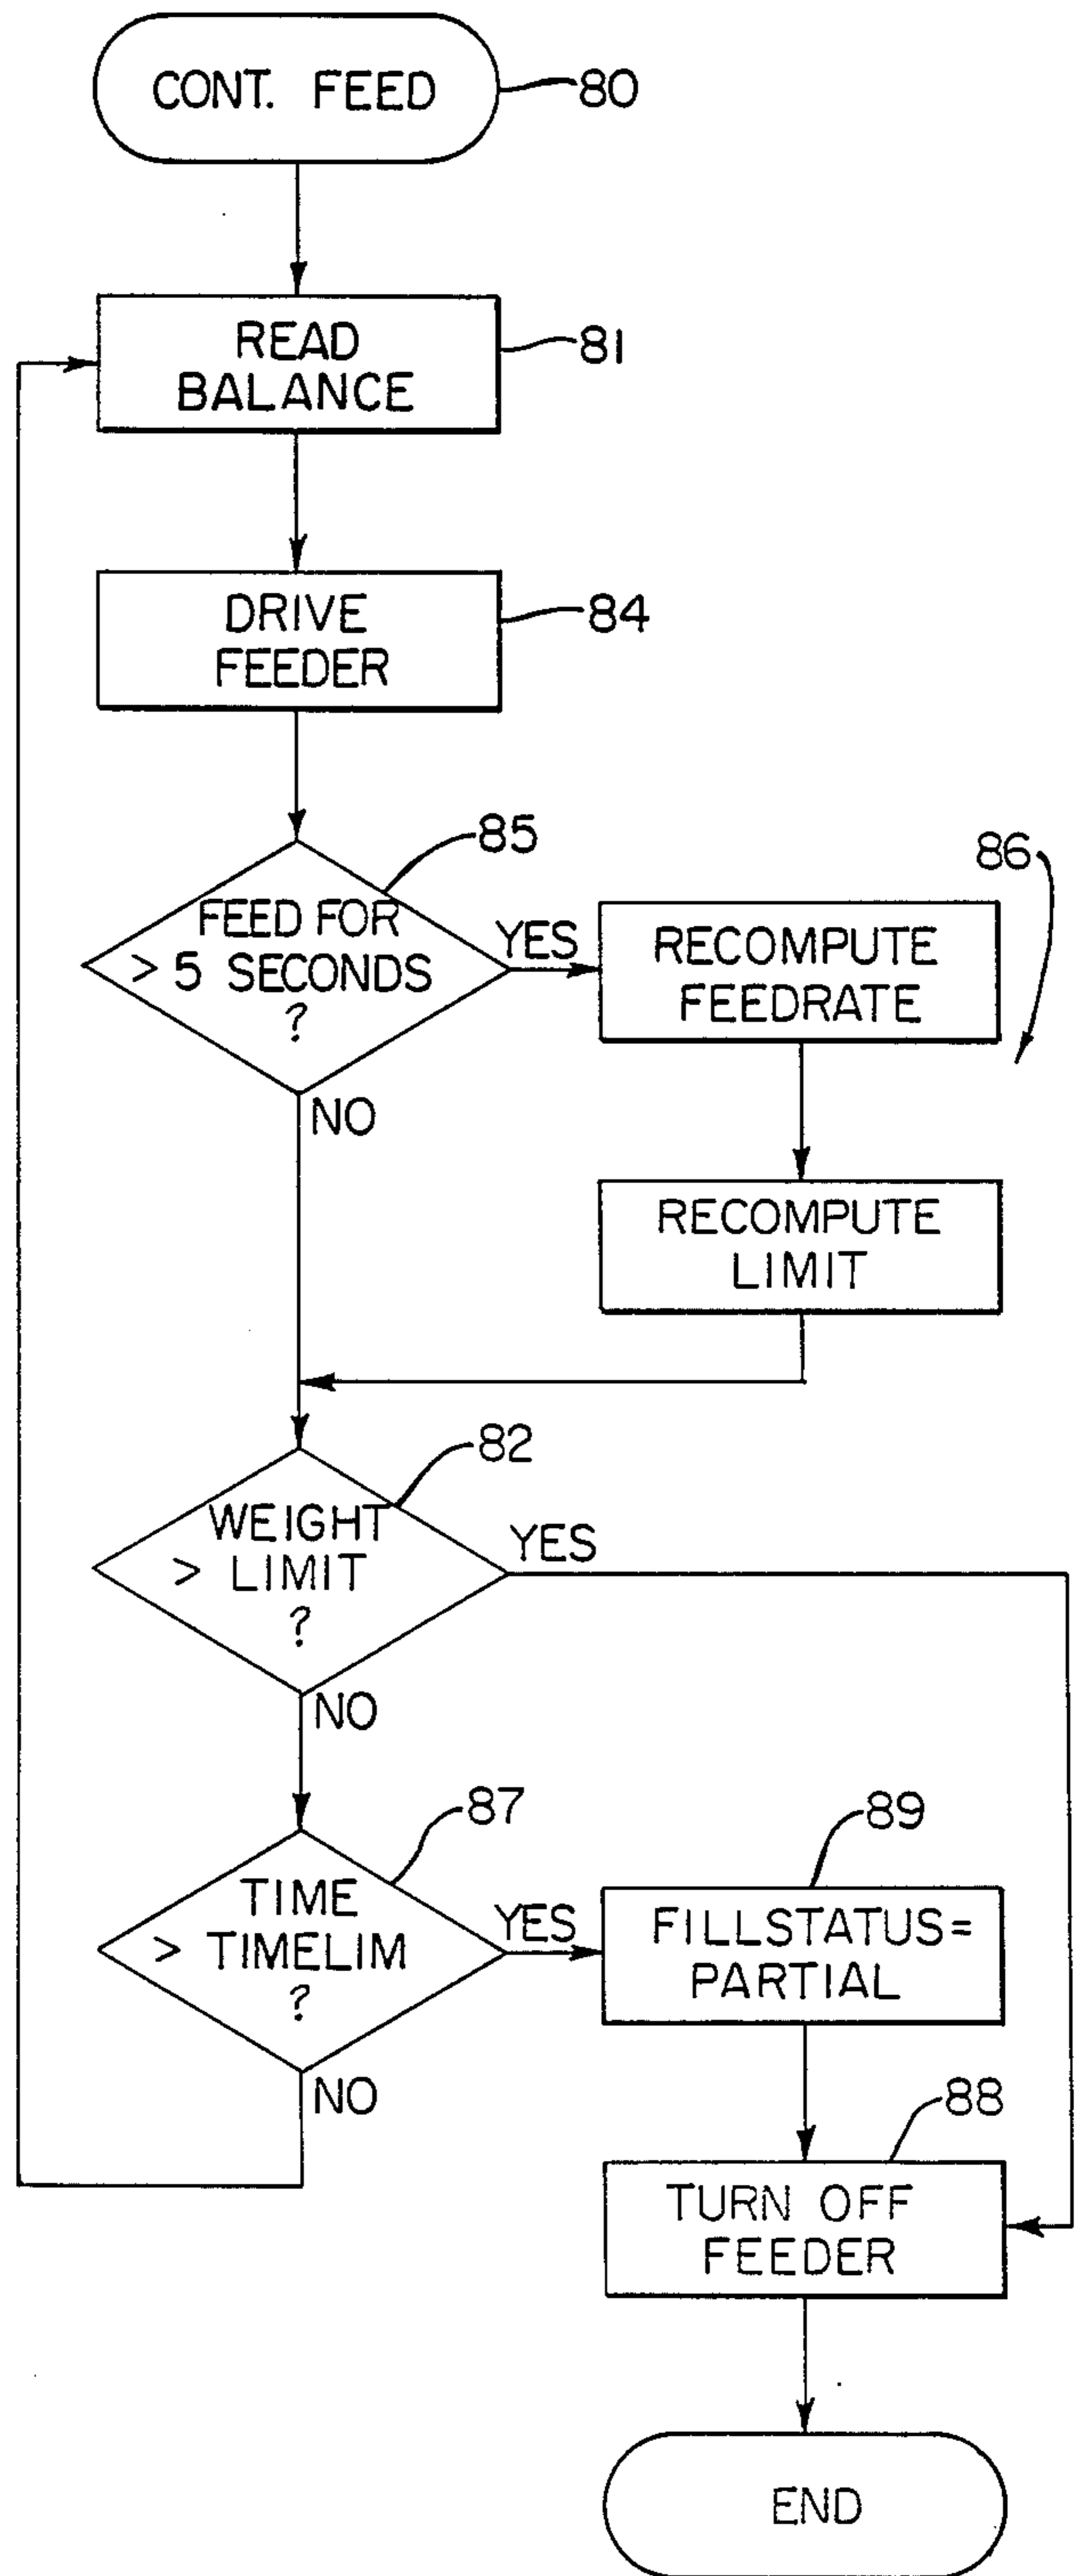 CONT. FEED
80
READ
BALANCE
81
DRIVE
FEEDER
84
85
FEED FOR
> 5 SECONDS
?
YES
NO
RECOMPUTE
FEEDRATE
86
RECOMPUTE
LIMIT
82
WEIGHT
> LIMIT
?
YES
NO
87
TIME
> TIMELIM
?
YES
NO
89
FILLSTATUS=
PARTIAL
88
TURN OFF
FEEDER
END